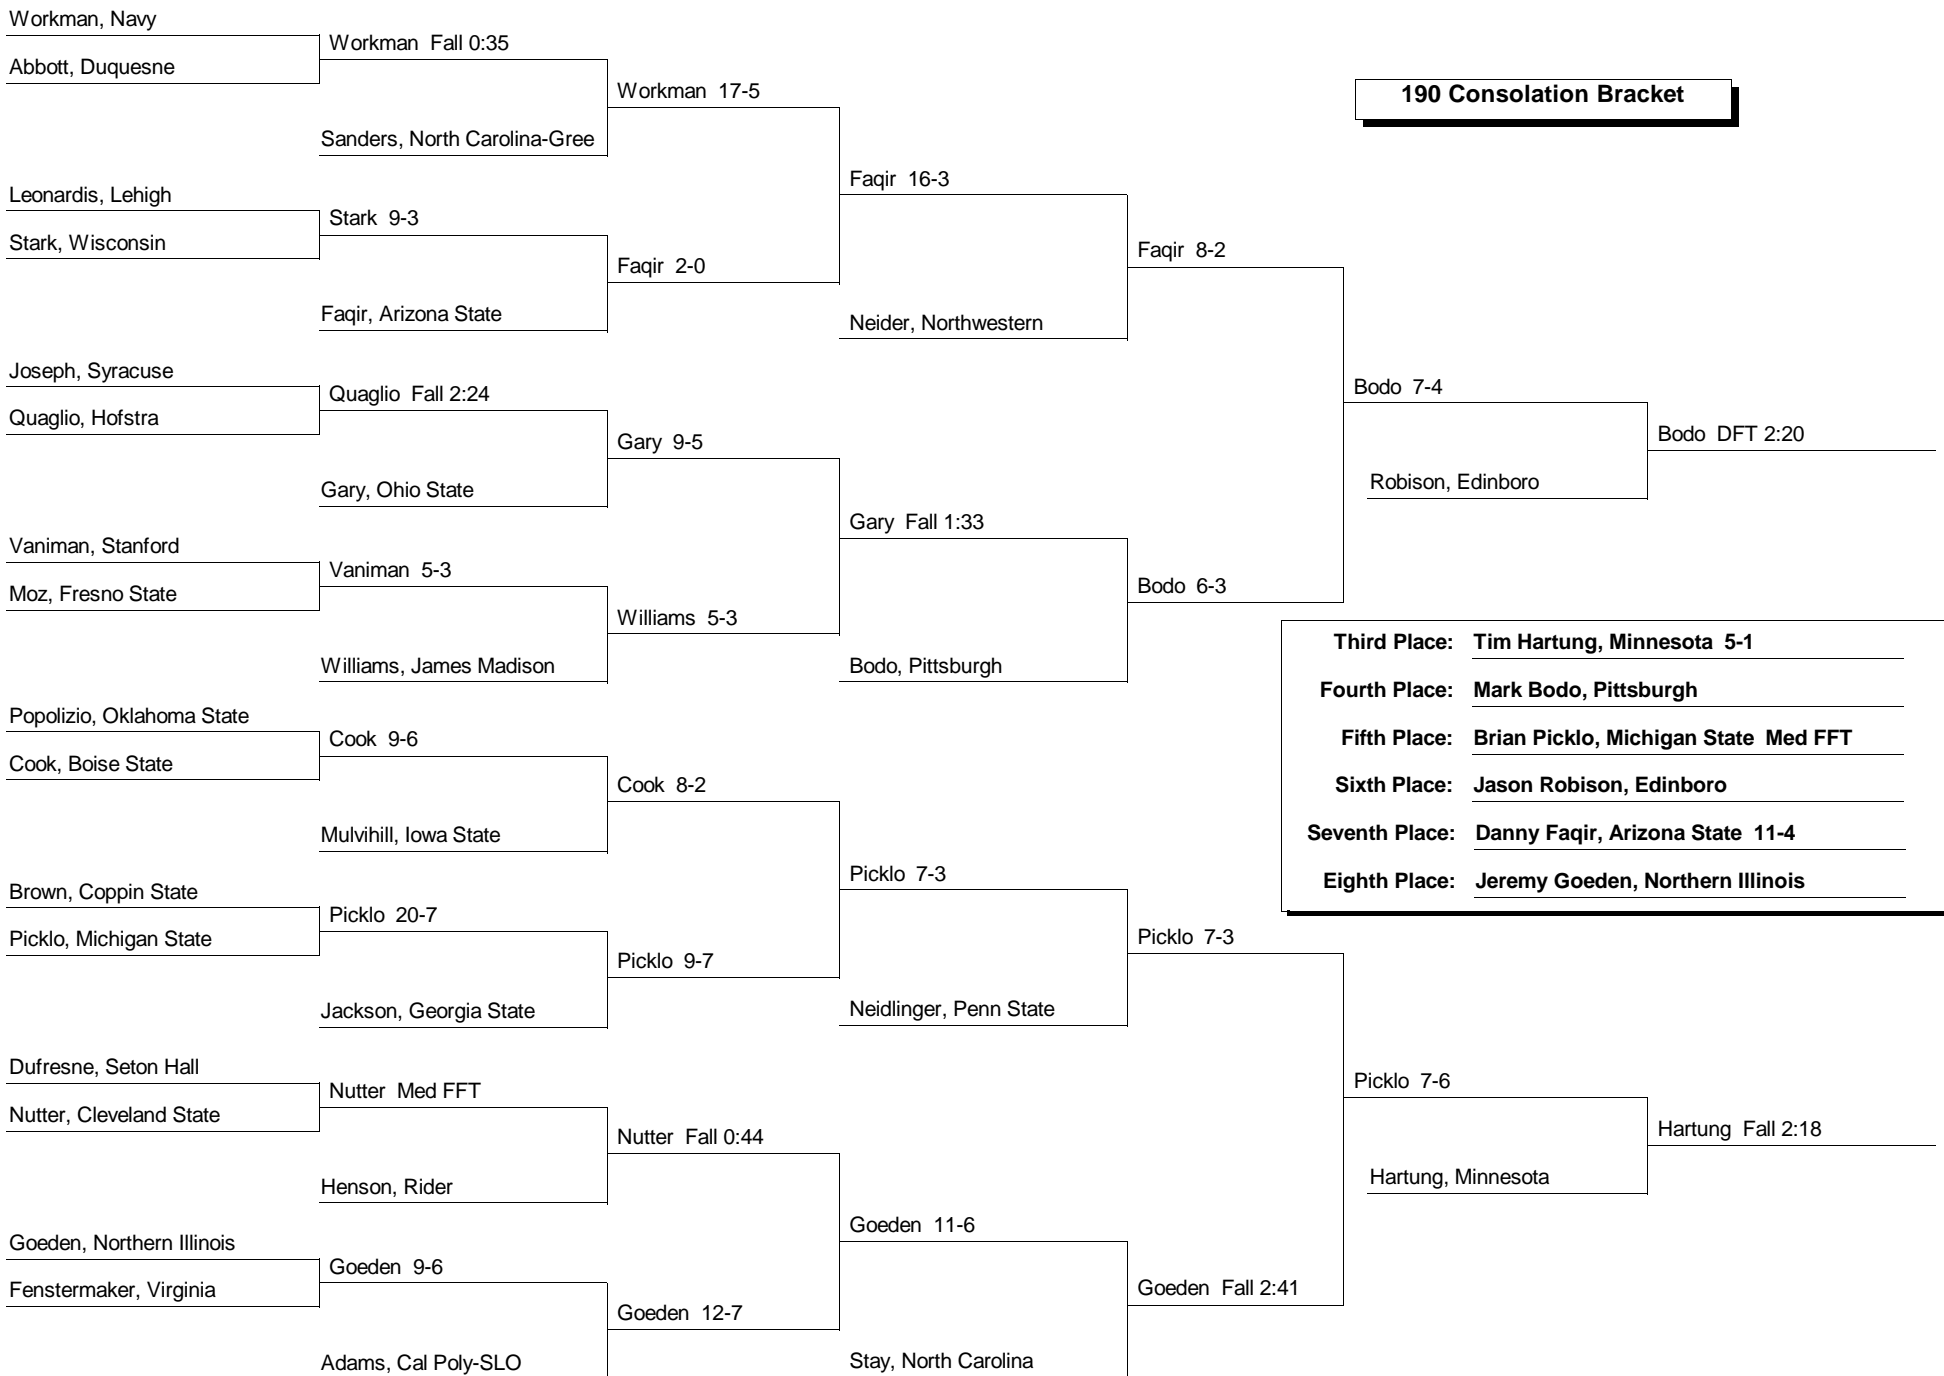 190 Consolation Bracket
Workman, Navy
Abbott, Duquesne
Leonardis, Lehigh
Stark, Wisconsin
Joseph, Syracuse
Quaglio, Hofstra
Vaniman, Stanford
Moz, Fresno State
Popolizio, Oklahoma State
Cook, Boise State
Brown, Coppin State
Picklo, Michigan State
Dufresne, Seton Hall
Nutter, Cleveland State
Goeden, Northern Illinois
Fenstermaker, Virginia
Workman Fall 0:35
Sanders, North Carolina-Gree
Stark 9-3
Faqir, Arizona State
Quaglio Fall 2:24
Gary, Ohio State
Vaniman 5-3
Williams, James Madison
Cook 9-6
Mulvihill, Iowa State
Picklo 20-7
Jackson, Georgia State
Nutter Med FFT
Henson, Rider
Goeden 9-6
Adams, Cal Poly-SLO
Workman 17-5
Faqir 2-0
Gary 9-5
Williams 5-3
Cook 8-2
Picklo 9-7
Nutter Fall 0:44
Goeden 12-7
Faqir 16-3
Neider, Northwestern
Gary Fall 1:33
Bodo, Pittsburgh
Picklo 7-3
Neidlinger, Penn State
Goeden 11-6
Stay, North Carolina
Faqir 8-2
Bodo 6-3
Picklo 7-3
Goeden Fall 2:41
Bodo 7-4
Robison, Edinboro
Picklo 7-6
Hartung, Minnesota
Bodo DFT 2:20
Hartung Fall 2:18
Third Place: Tim Hartung, Minnesota 5-1
Fourth Place: Mark Bodo, Pittsburgh
Fifth Place: Brian Picklo, Michigan State Med FFT
Sixth Place: Jason Robison, Edinboro
Seventh Place: Danny Faqir, Arizona State 11-4
Eighth Place: Jeremy Goeden, Northern Illinois